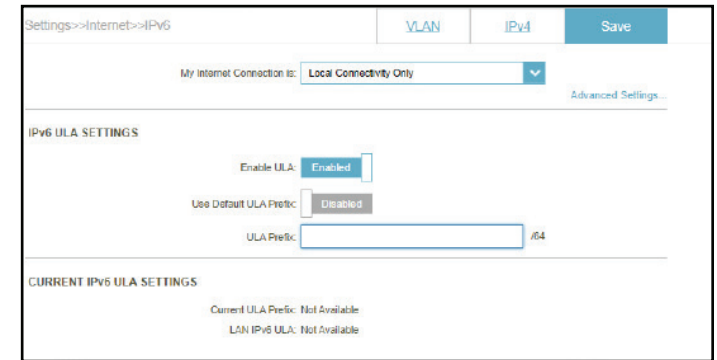 Settings>>Internet>>IPv6 VLAN IPv4 Save
My Internet Connection is: Local Connectivity Only
Advanced Settings...
IPv6 ULA SETTINGS
Enable ULA: Enabled
Use Default ULA Prefix: Disabled
ULA Prefix: /64
CURRENT IPv6 ULA SETTINGS
Current ULA Prefix: Not Available
LAN IPv6 ULA: Not Available